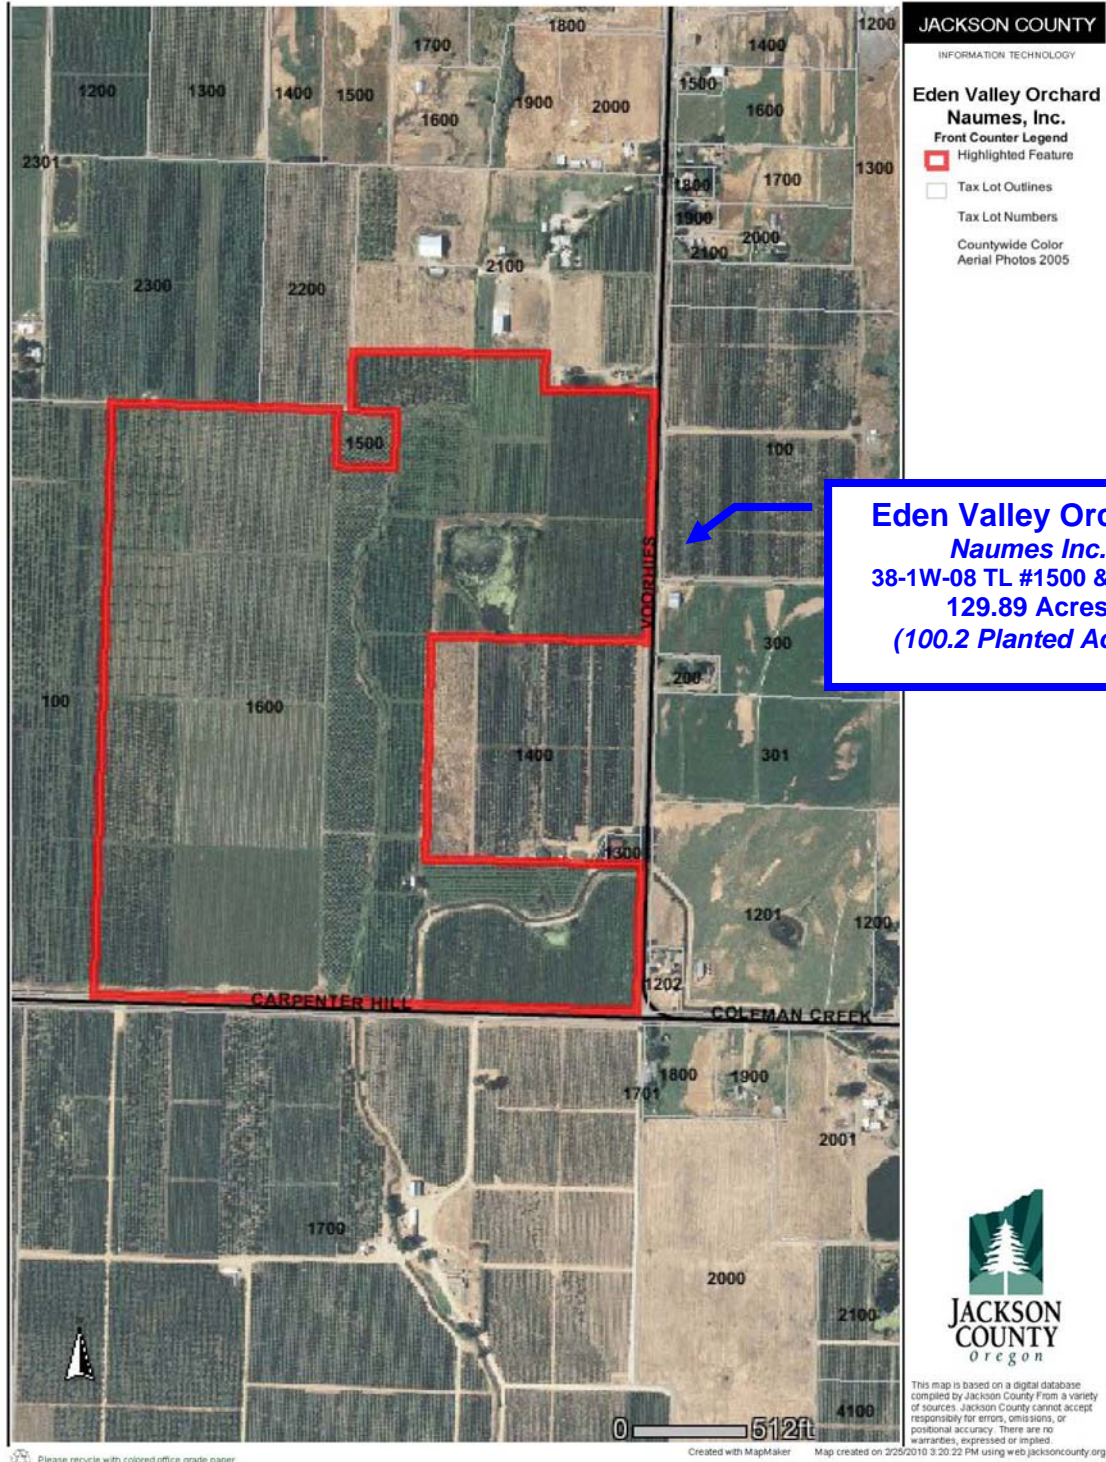 1800
1200
1700
1400
1200
1300
1400
1500
1500
1900
2000
1600
1600
2301
1800
1700
1300
1900
2000
2100
2100
2300
2200
1500
100
VOORHIES
300
200
100
1600
1400
301
1300
1201
1200
1202
CARPENTER HILL
COLEMAN CREEK
1800
1900
1701
2001
1700
2000
2100
4100
0 512ft
JACKSON COUNTY
INFORMATION TECHNOLOGY
Eden Valley Orchard
Naumes, Inc.
Front Counter Legend
Highlighted Feature
Tax Lot Outlines
Tax Lot Numbers
Countywide Color
Aerial Photos 2005
Eden Valley Orc
Naumes Inc.
38-1W-08 TL #1500 &
129.89 Acres
(100.2 Planted Ac
JACKSON
COUNTY
Oregon
This map is based on a digital database
compiled by Jackson County From a variety
of sources. Jackson County cannot accept
responsibly for errors, omissions, or
positional accuracy. There are no
warranties, expressed or implied.
Please recycle with colored office grade paper
Created with MapMaker
Map created on 2/25/2010 3:20:22 PM using web.jacksoncounty.org